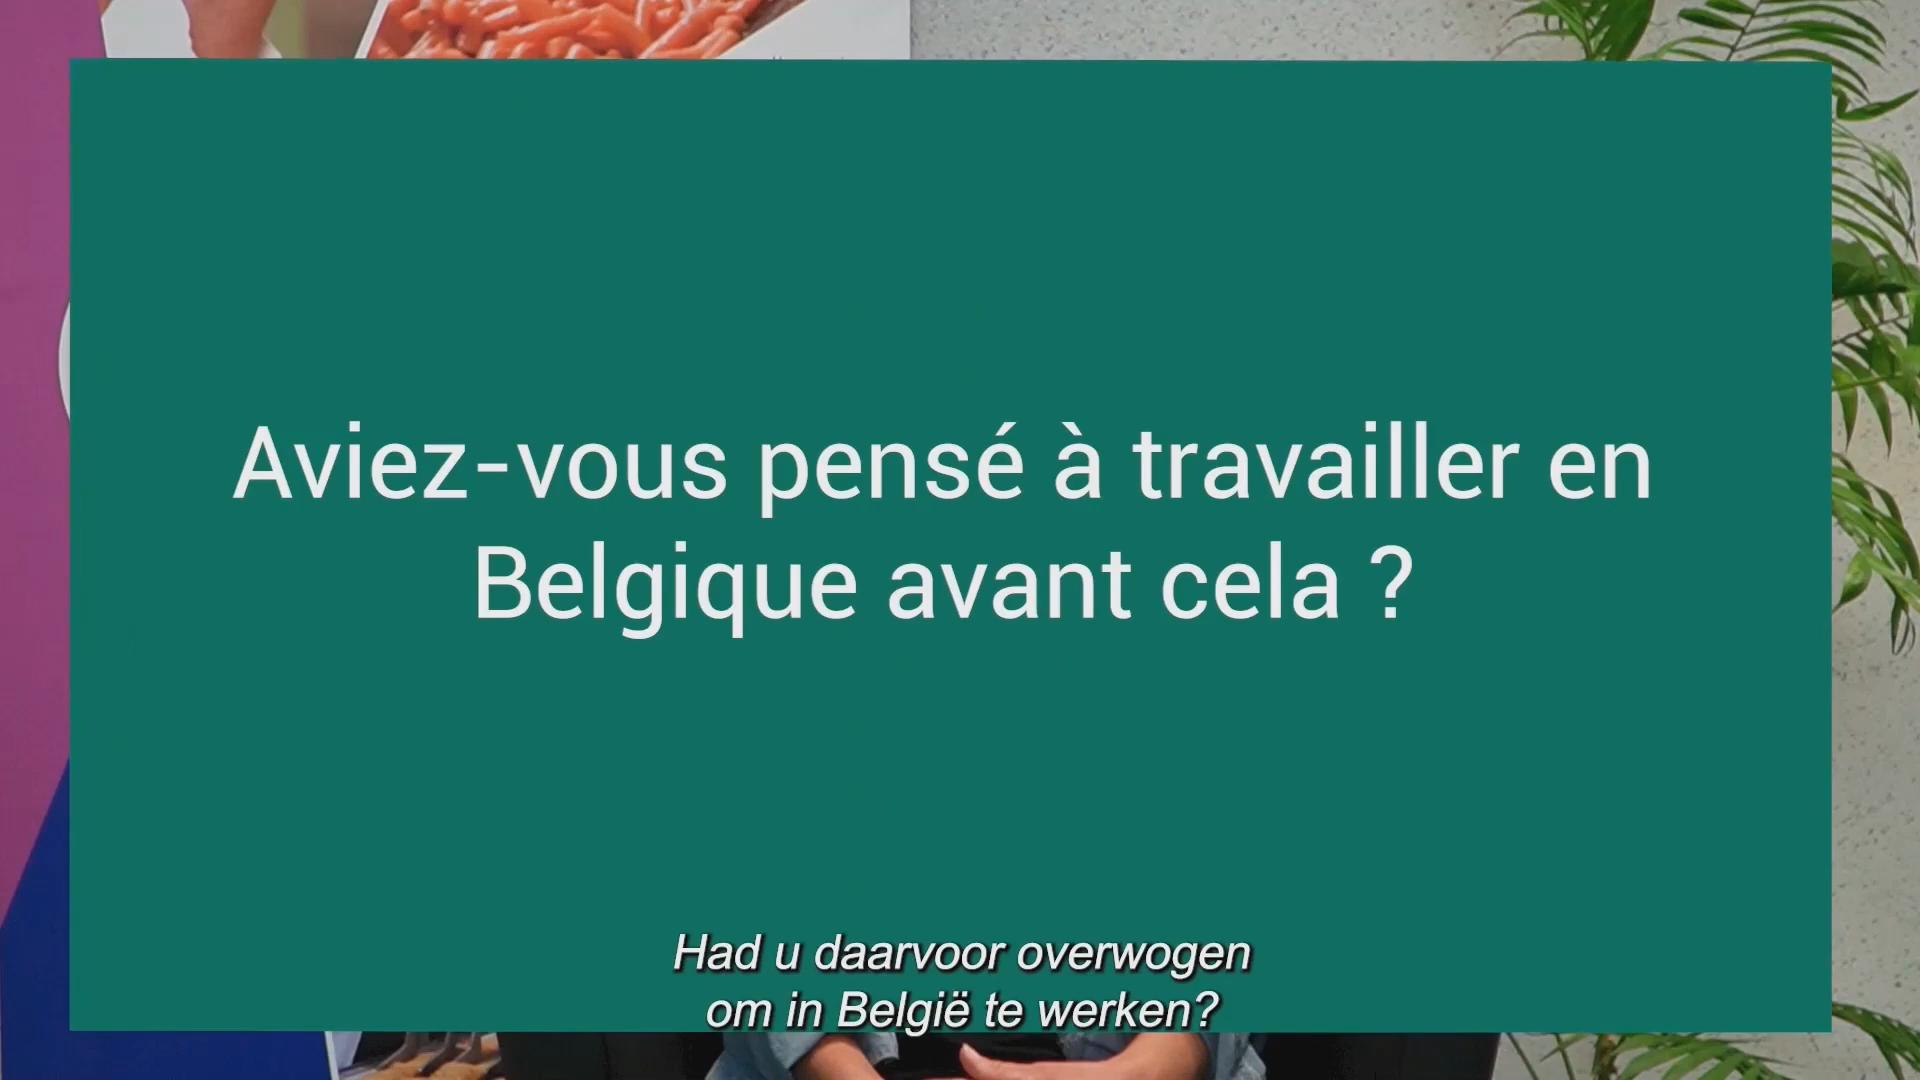 Aviez-vous pensé à travailler en
Belgique avant cela ?
Had u daarvoor overwogen
om in België te werken?